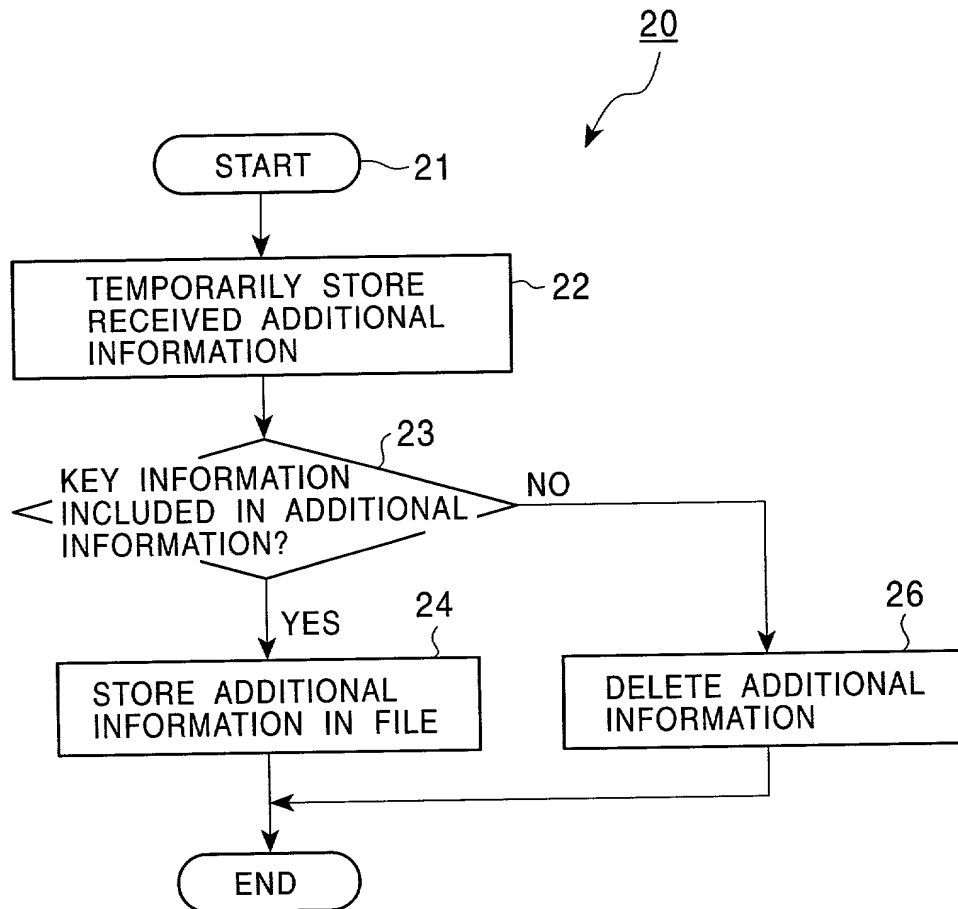 20
START
21
TEMPORARILY STORE
RECEIVED ADDITIONAL
INFORMATION
22
23
KEY INFORMATION
INCLUDED IN ADDITIONAL
INFORMATION?
NO
YES
24
STORE ADDITIONAL
INFORMATION IN FILE
26
DELETE ADDITIONAL
INFORMATION
END